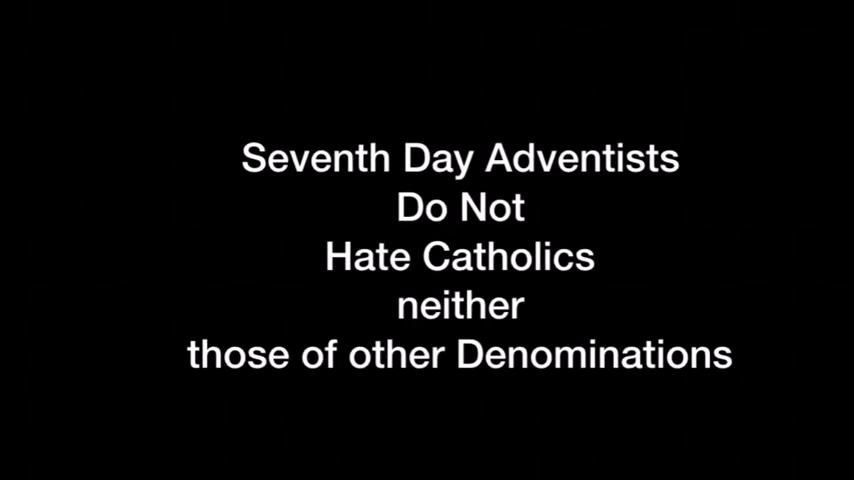 Seventh Day Adventists
Do Not
Hate Catholics
neither
those of other Denominations